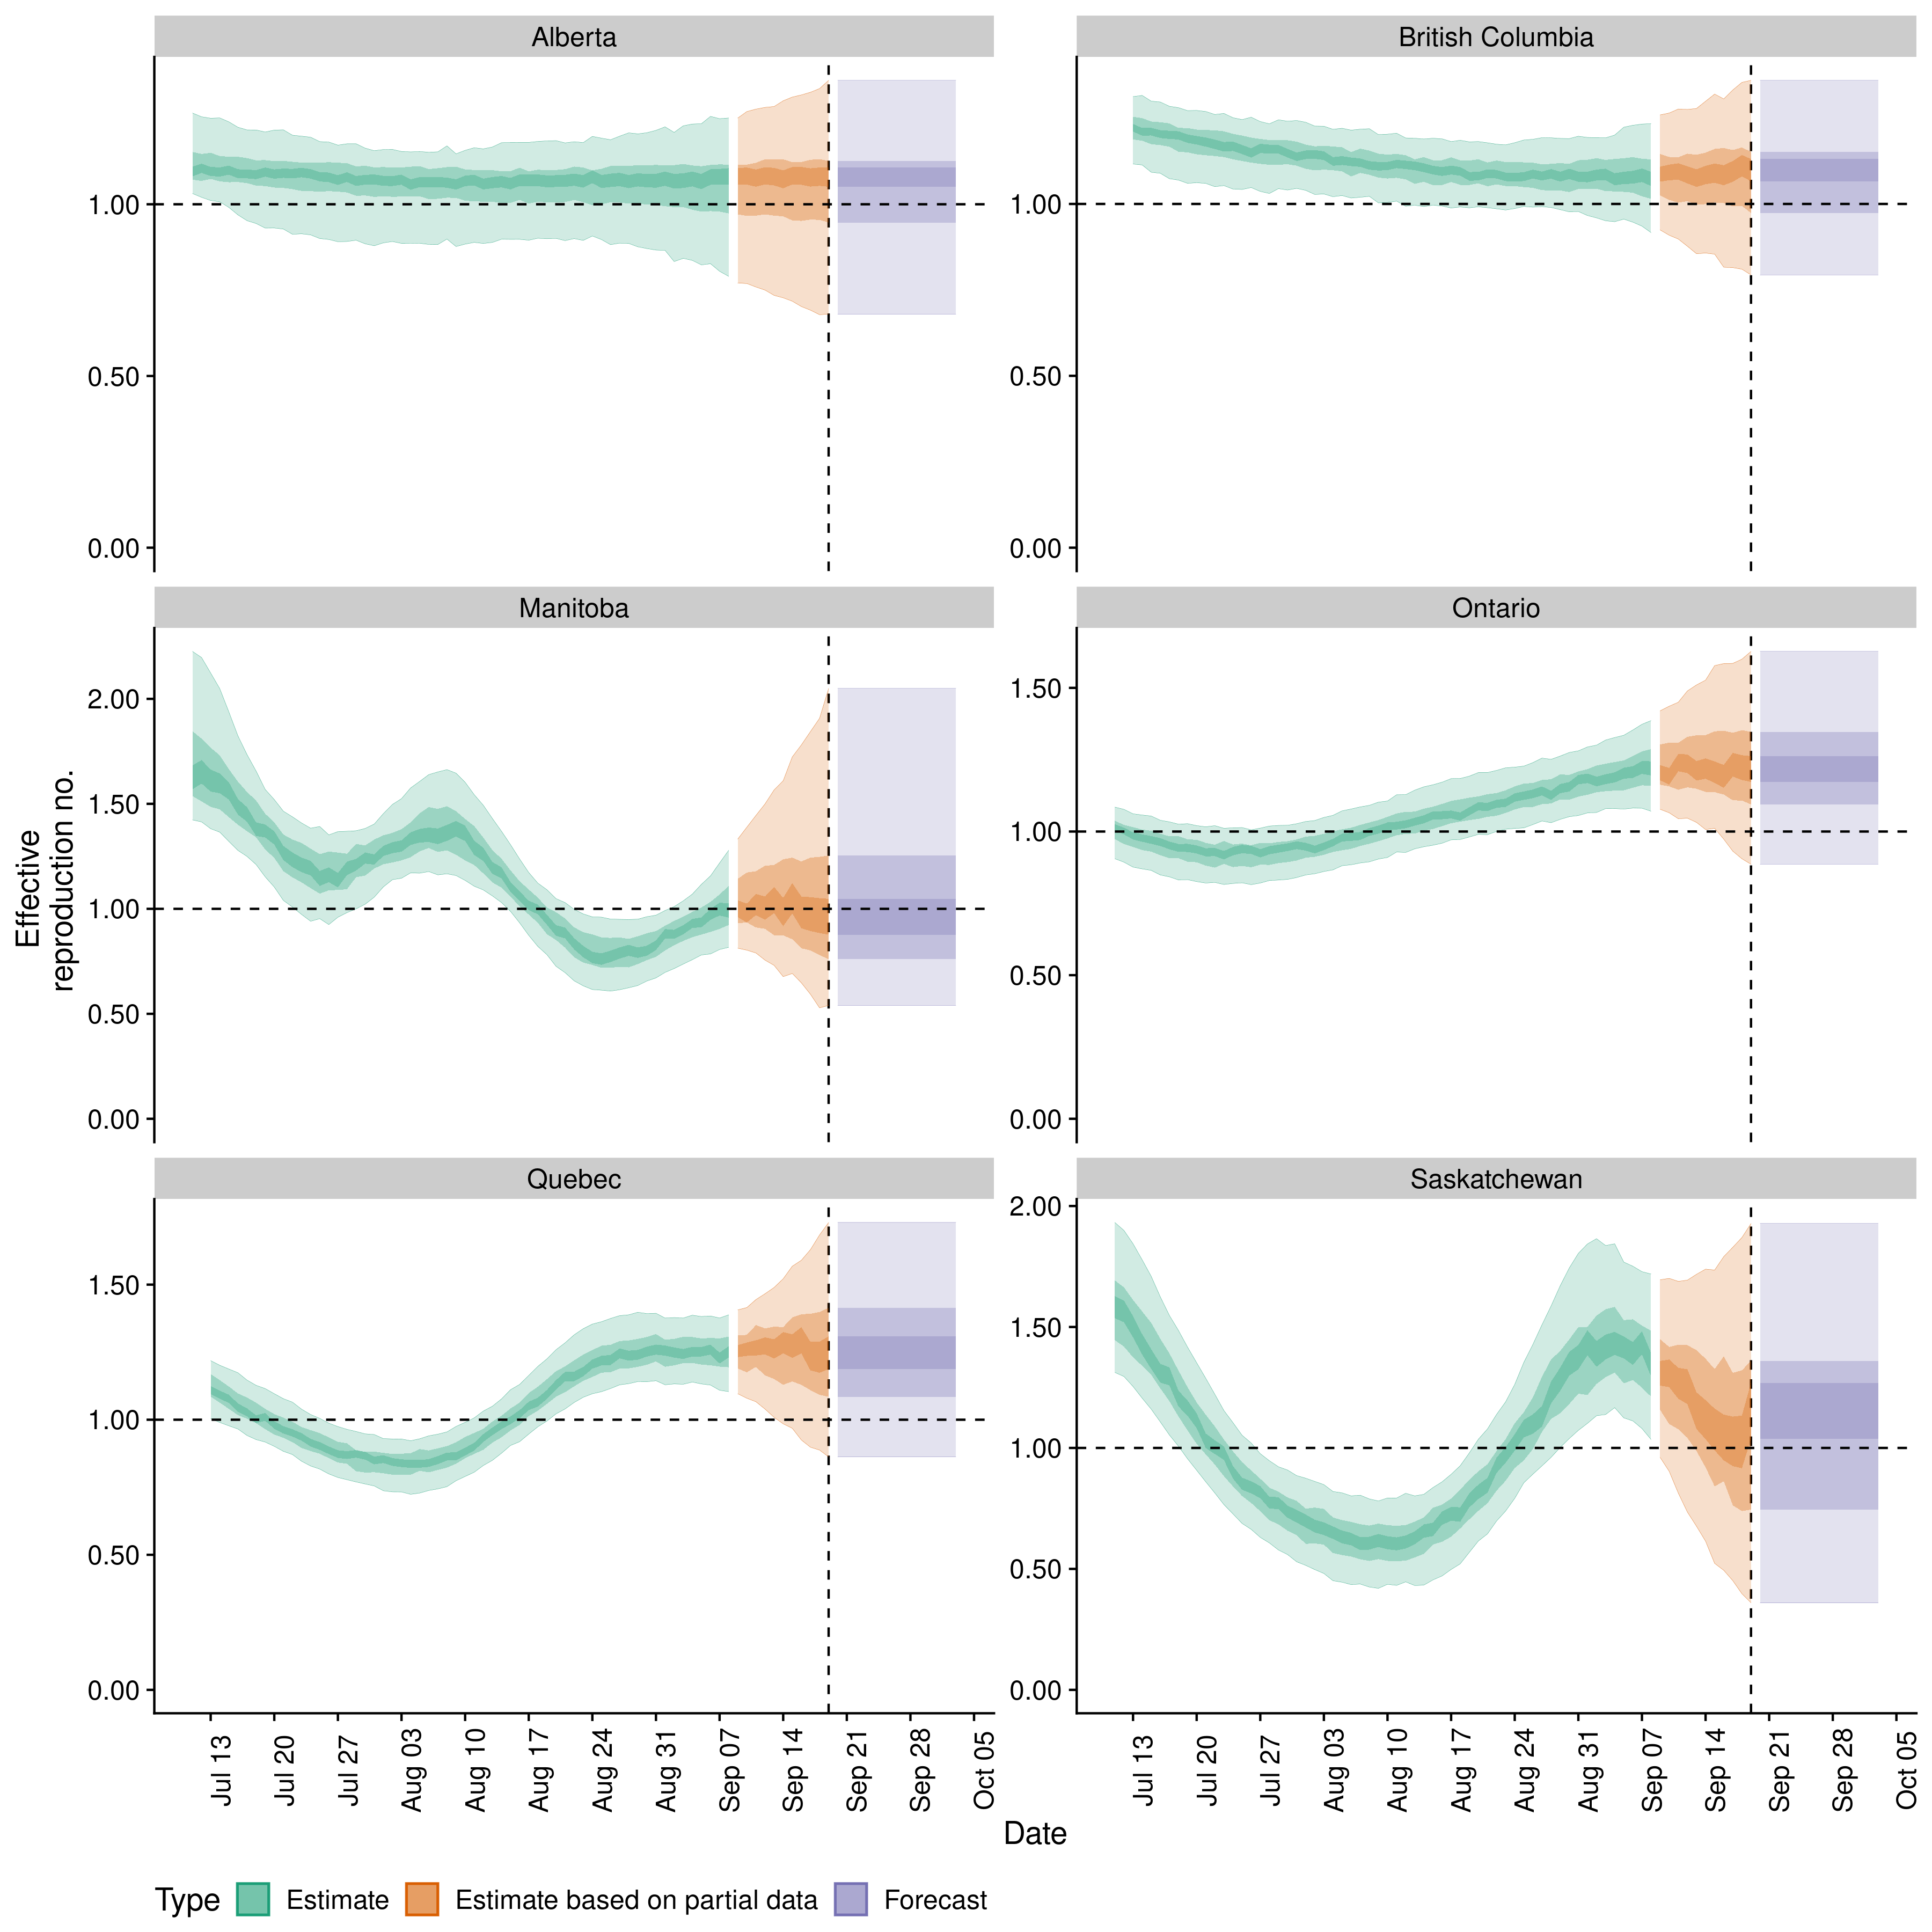 Alberta
British Columbia
1.00
0.50
0.00
1.00
0.50
0.00
Manitoba
Ontario
2.00
1.50
1.00
0.50
0.00
1.50
1.00
0.50
0.00
Effective
reproduction no.
Quebec
Saskatchewan
1.50
1.00
0.50
0.00
2.00
1.50
1.00
0.50
0.00
Jul 13
Jul 20
Jul 27
Aug 03
Aug 10
Aug 17
Aug 24
Aug 31
Sep 07
Sep 14
Sep 21
Sep 28
Oct 05
Jul 13
Jul 20
Jul 27
Aug 03
Aug 10
Aug 17
Aug 24
Aug 31
Sep 07
Sep 14
Sep 21
Sep 28
Oct 05
Date
Type Estimate Estimate based on partial data Forecast